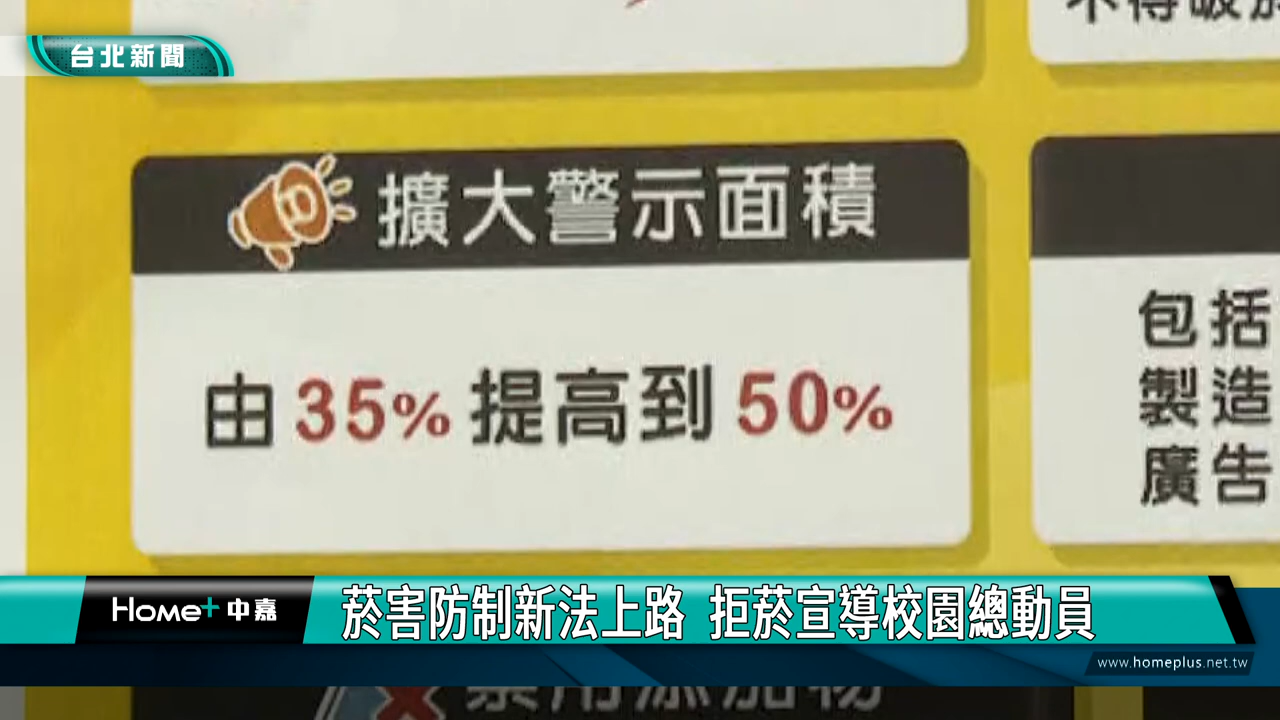 台北新聞
擴大警示面積
由35%提高到50%
包括
製造
廣告
Home+中嘉
菸害防制新法上路 拒菸宣導校園總動員
www.homeplus.net.tw